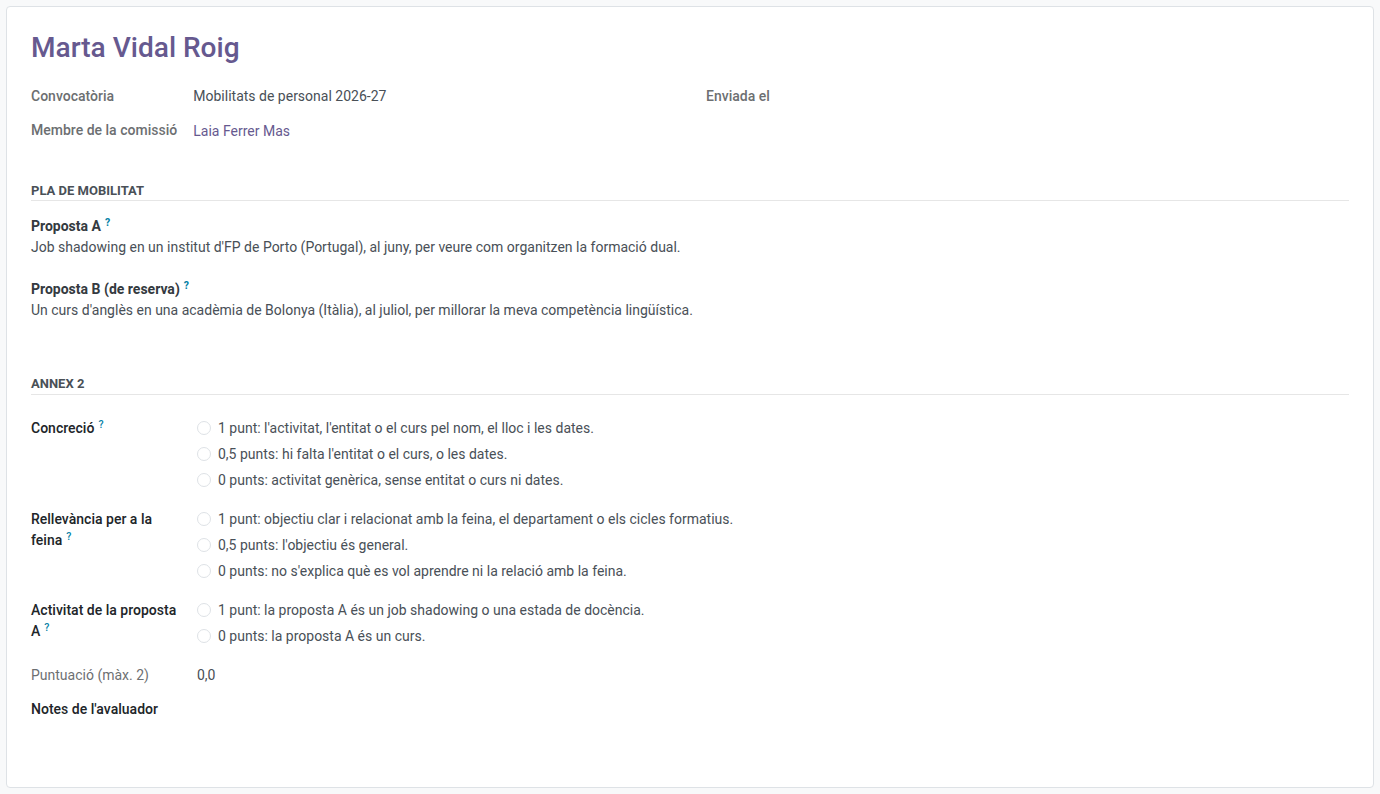 Marta Vidal Roig
Convocatòria Mobilitats de personal 2026-27 Enviada el
Membre de la comissió Laia Ferrer Mas
PLA DE MOBILITAT
Proposta A ?
Job shadowing en un institut d'FP de Porto (Portugal), al juny, per veure com organitzen la formació dual.
Proposta B (de reserva) ?
Un curs d'anglès en una acadèmia de Bolonya (Itàlia), al juliol, per millorar la meva competència lingüística.
ANNEX 2
Concreció ? 1 punt: l'activitat, l'entitat o el curs pel nom, el lloc i les dates.
0,5 punts: hi falta l'entitat o el curs, o les dates.
0 punts: activitat genèrica, sense entitat o curs ni dates.
Rellevància per a la feina ? 1 punt: objectiu clar i relacionat amb la feina, el departament o els cicles formatius.
0,5 punts: l'objectiu és general.
0 punts: no s'explica què es vol aprendre ni la relació amb la feina.
Activitat de la proposta A ? 1 punt: la proposta A és un job shadowing o una estada de docència.
0 punts: la proposta A és un curs.
Puntuació (màx. 2) 0,0
Notes de l'avaluador